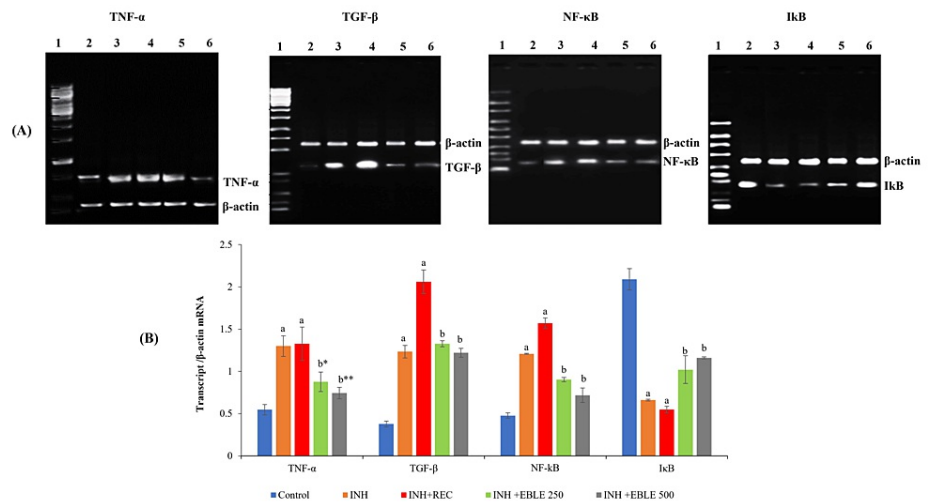 TNF-α TGF-β NF-κB IkB
1 2 3 4 5 6 1 2 3 4 5 6 1 2 3 4 5 6 1 2 3 4 5 6
(A)
β-actin β-actin β-actin
TNF-α TGF-β NF-κB IkB
β-actin
(B)
Transcript /β-actin mRNA
2.5
2
1.5
1
0.5
0
a a b* b**
a a b b
a a b b
a a b b
TNF-α TGF-β NF-kB IκB
Control INH INH+REC INH +EBLE 250 INH +EBLE 500